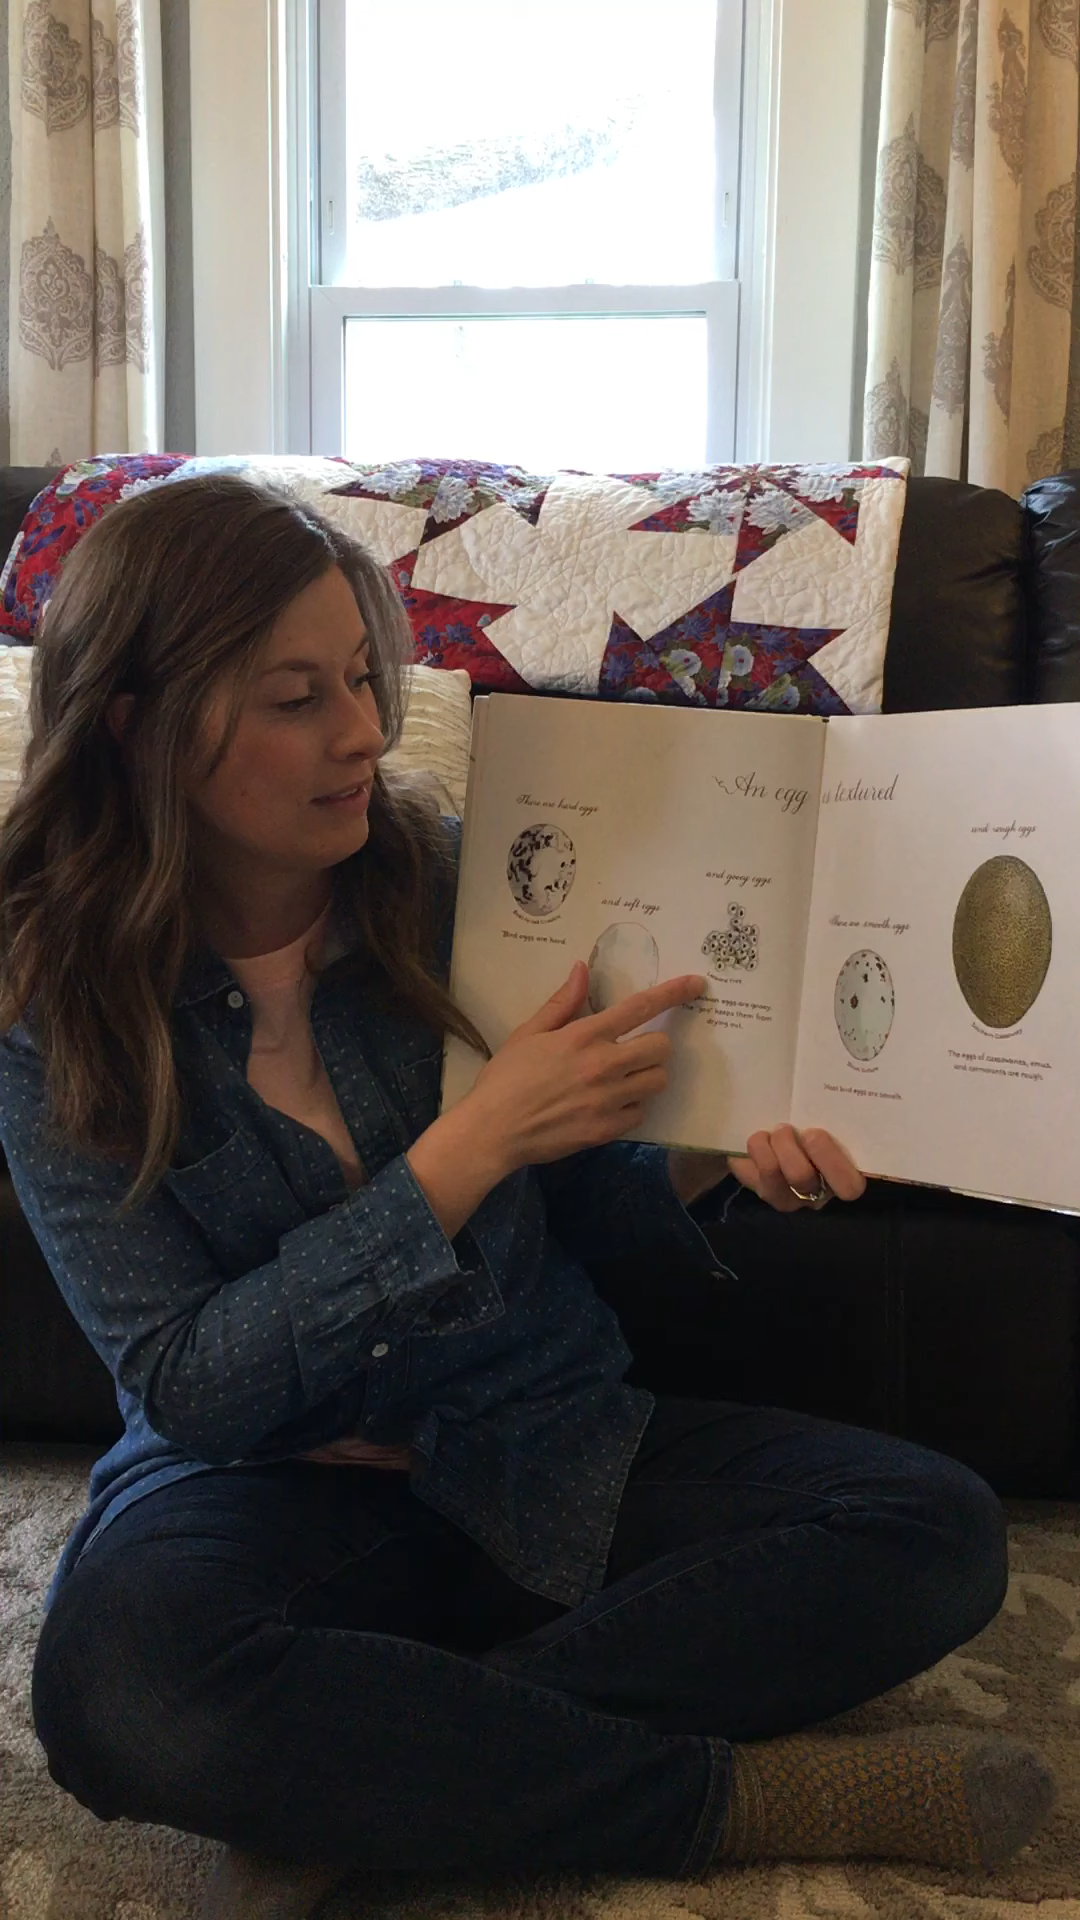 An egg is textured
There are hard eggs
Bird eggs are hard.
and soft eggs
and gooey eggs
eggs are gooey.
The "goo" keeps them from
drying out.
There are smooth eggs
Most bird eggs are smooth.
and rough eggs
Southern Cassowary
The eggs of cassowaries, emus,
and cormorants are rough.